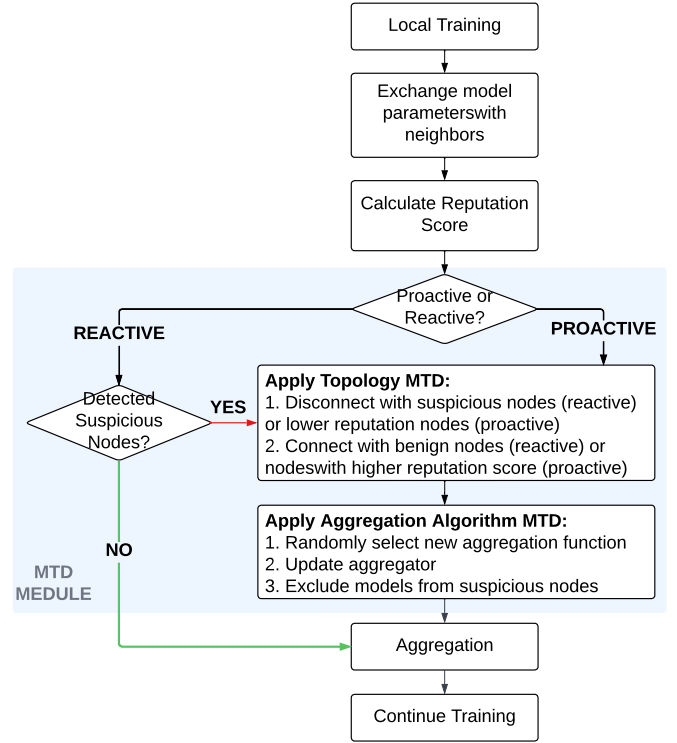 Local Training
Exchange model
parameterswith
neighbors
Calculate Reputation
Score
Proactive or
Reactive?
REACTIVE
PROACTIVE
Detected
Suspicious
Nodes?
YES
Apply Topology MTD:
1. Disconnect with suspicious nodes (reactive)
or lower reputation nodes (proactive)
2. Connect with benign nodes (reactive) or
nodeswith higher reputation score (proactive)
Apply Aggregation Algorithm MTD:
1. Randomly select new aggregation function
2. Update aggregator
3. Exclude models from suspicious nodes
NO
MTD
MEDULE
Aggregation
Continue Training